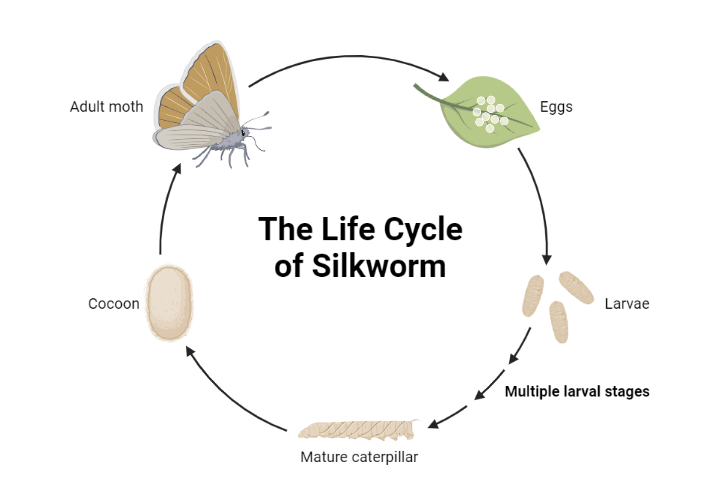 Adult moth
Eggs
The Life Cycle
of Silkworm
Cocoon
Larvae
Multiple larval stages
Mature caterpillar